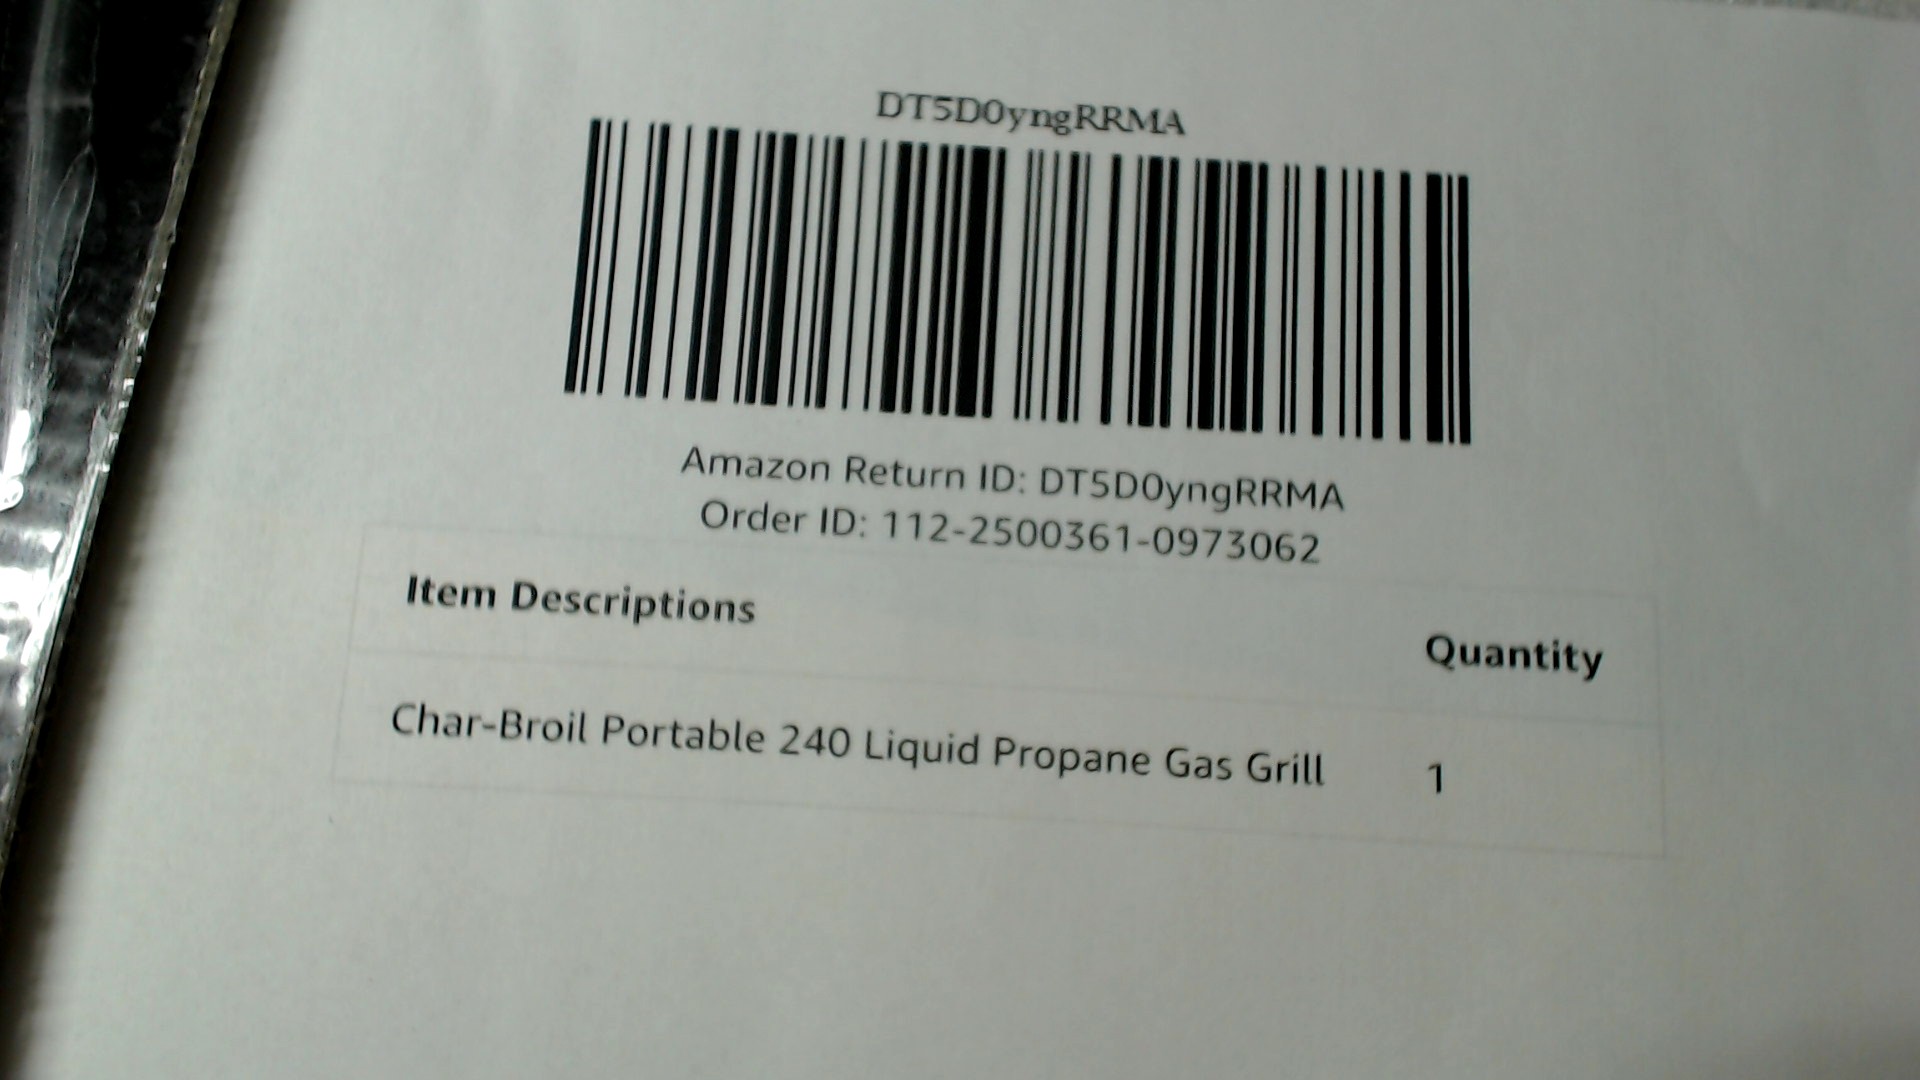 DT5D0yngRRMA
Amazon Return ID: DT5D0yngRRMA
Order ID: 112-2500361-0973062
Item Descriptions Quantity
Char-Broil Portable 240 Liquid Propane Gas Grill 1